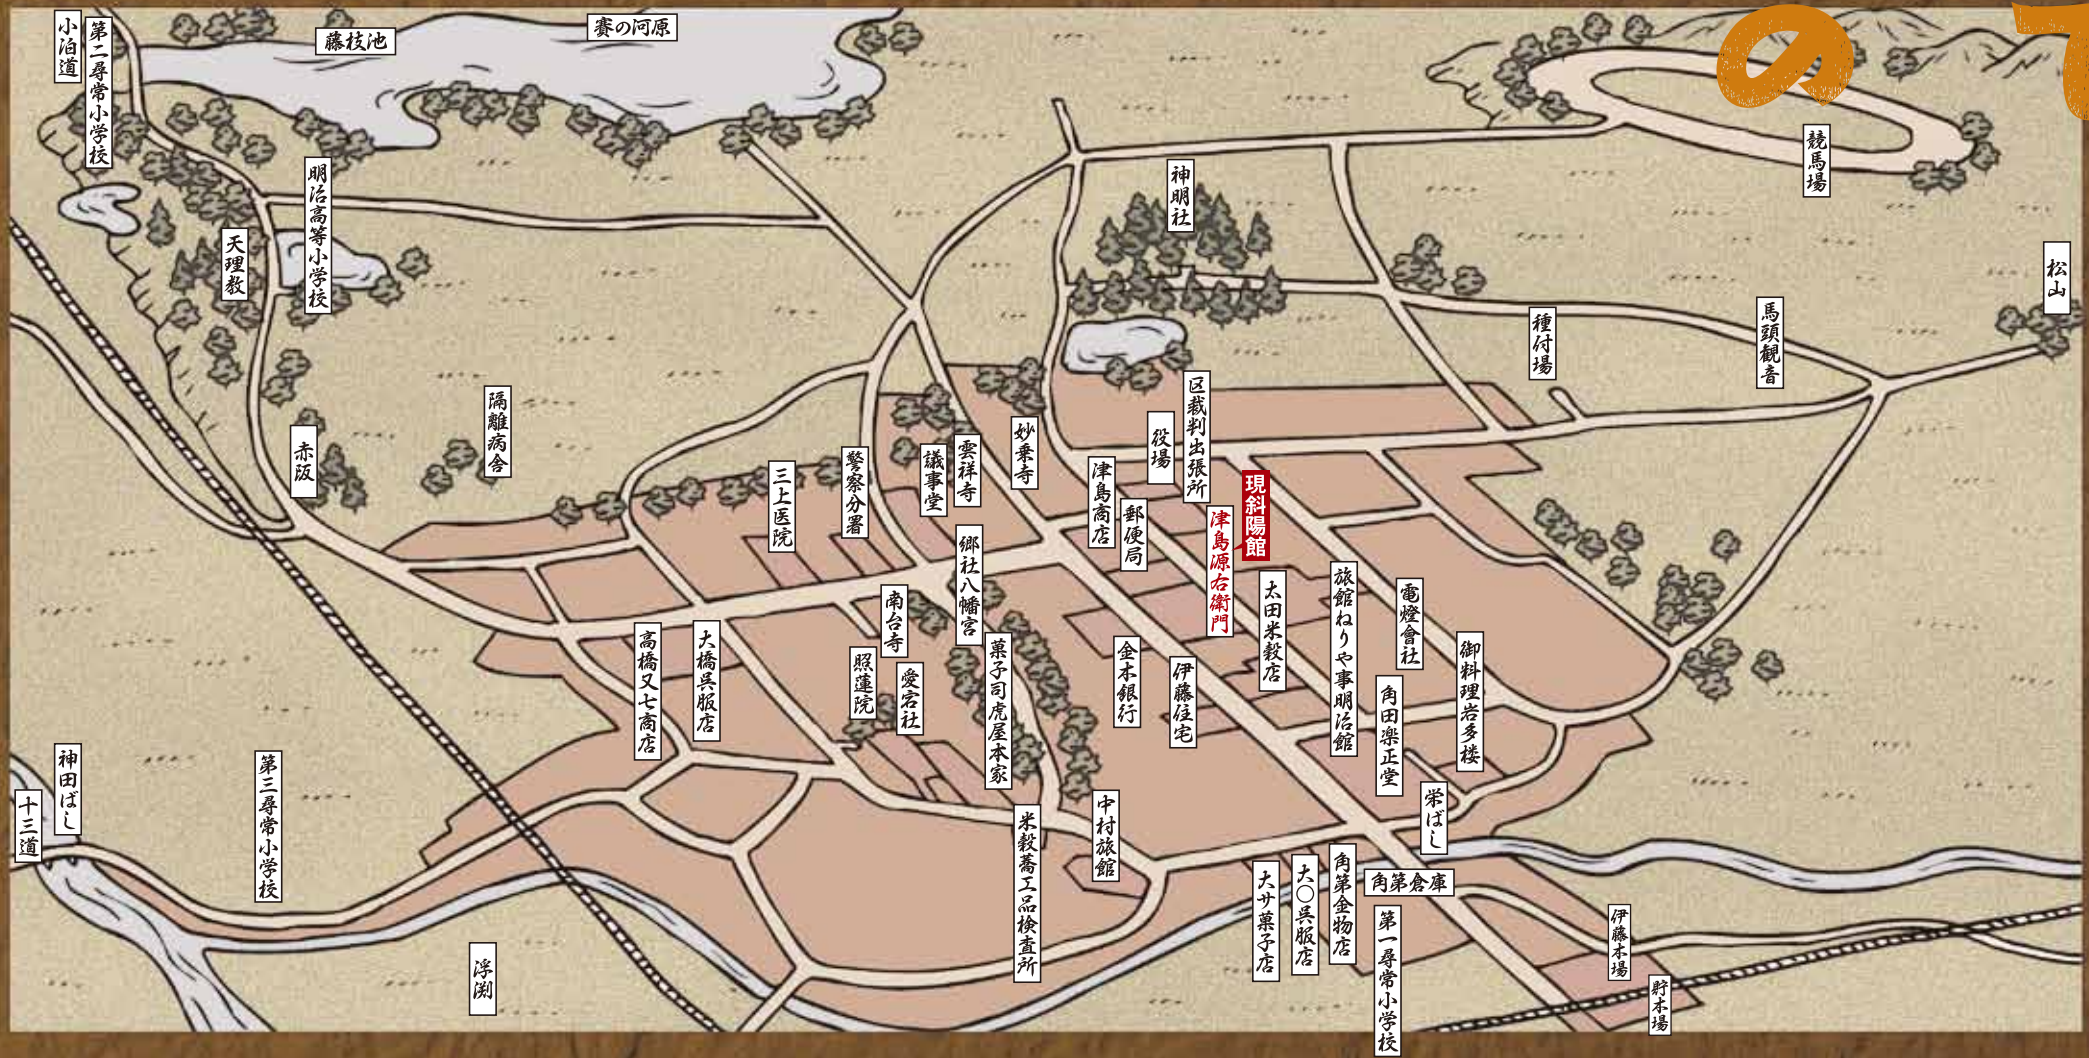 の
小泊道
第二尋常小学校
藤枝池
賽の河原
明治高等小学校
天理教
神明社
競馬場
松山
種付場
馬頭観音
隔離病舎
赤阪
三上医院
警察分署
議事堂
雲祥寺
妙乗寺
津島商店
郵便局
役場
区裁判出張所
現斜陽館
津島源右衛門
郷社八幡宮
南台寺
照蓮院
愛宕社
菓子司虎屋本家
金木銀行
伊藤住宅
太田米穀店
旅館ねりや事明治館
電燈會社
角田楽正堂
御料理岩多楼
高橋又七商店
大橋呉服店
栄ばし
中村旅館
米穀蕎工品検査所
大サ菓子店
大〇呉服店
角第金物店
角第倉庫
第一尋常小学校
伊藤木場
貯木場
神田ばし
十三道
第三尋常小学校
浮渕